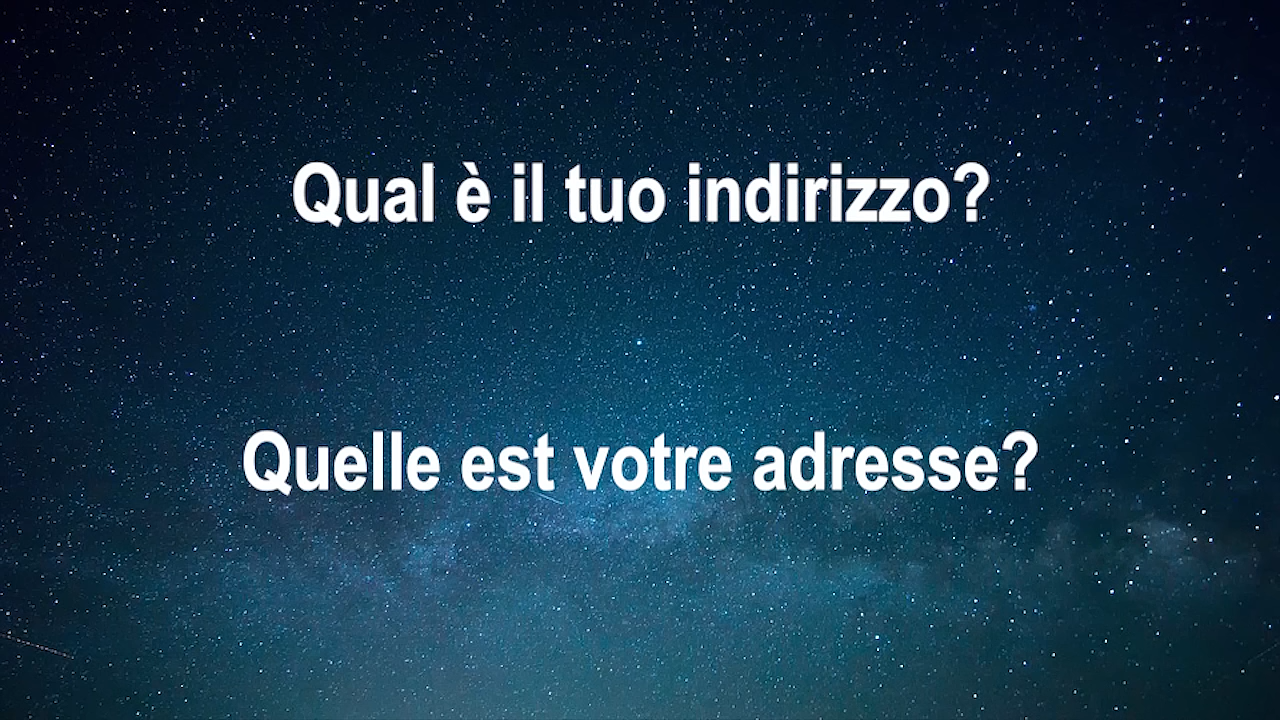 Qual è il tuo indirizzo?
Quelle est votre adresse?